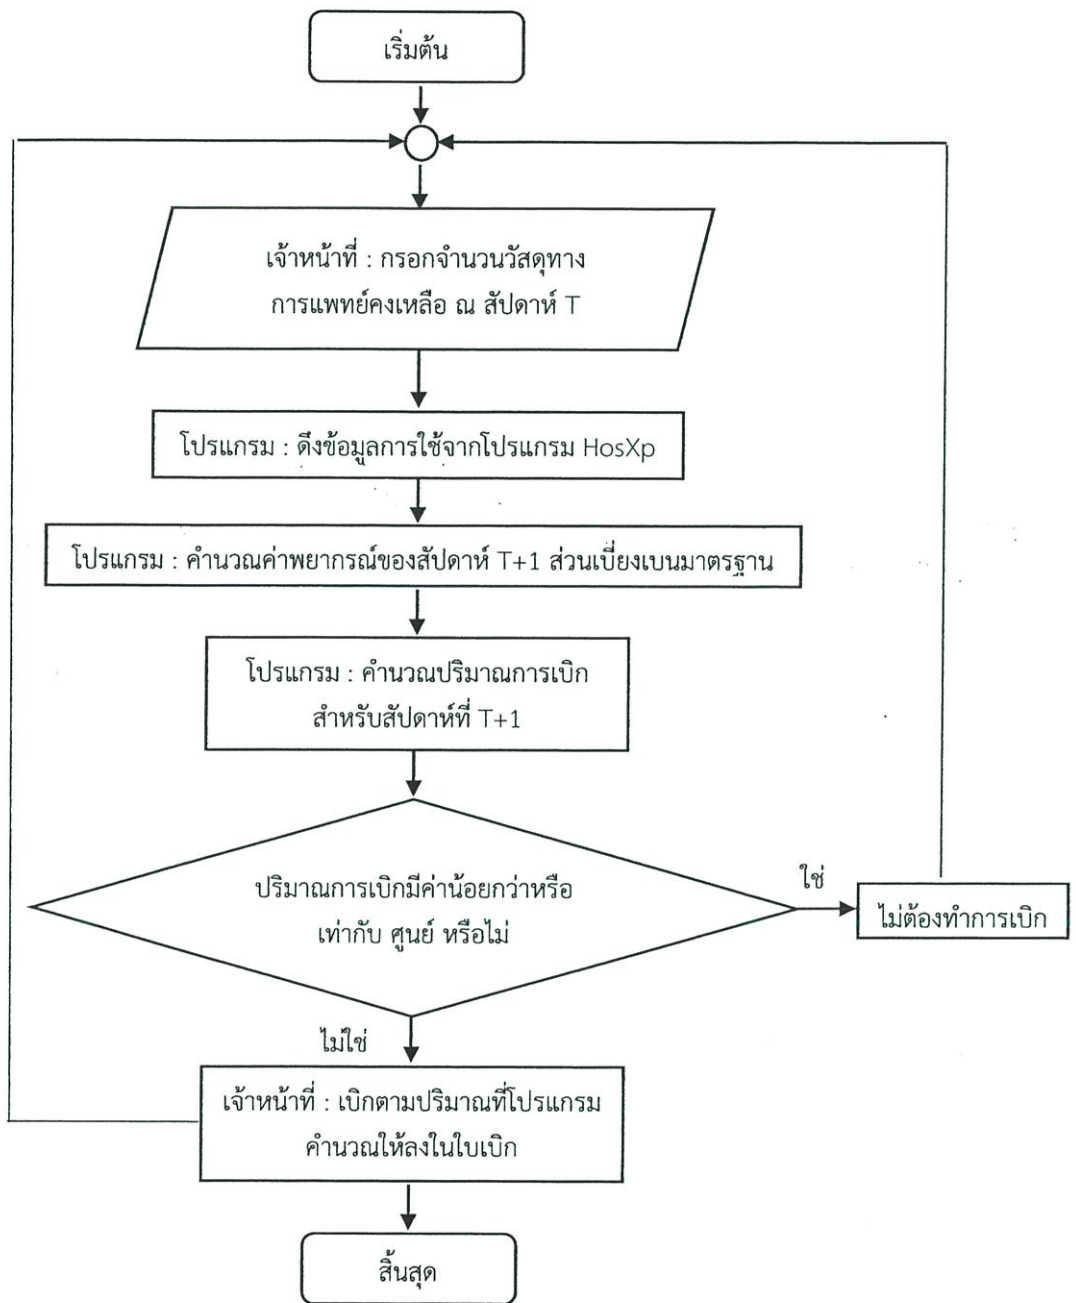 เริ่มต้น
เจ้าหน้าที่ : กรอกจำนวนวัสดุทาง
การแพทย์คงเหลือ ณ สัปดาห์ T
โปรแกรม : ดึงข้อมูลการใช้จากโปรแกรม HosXp
โปรแกรม : คำนวณค่าพยากรณ์ของสัปดาห์ T+1 ส่วนเบี่ยงเบนมาตรฐาน
โปรแกรม : คำนวณปริมาณการเบิก
สำหรับสัปดาห์ที่ T+1
ปริมาณการเบิกมีค่าน้อยกว่าหรือ
เท่ากับ ศูนย์ หรือไม่
ใช่
ไม่ต้องทำการเบิก
ไม่ใช่
เจ้าหน้าที่ : เบิกตามปริมาณที่โปรแกรม
คำนวณให้ลงในใบเบิก
สิ้นสุด